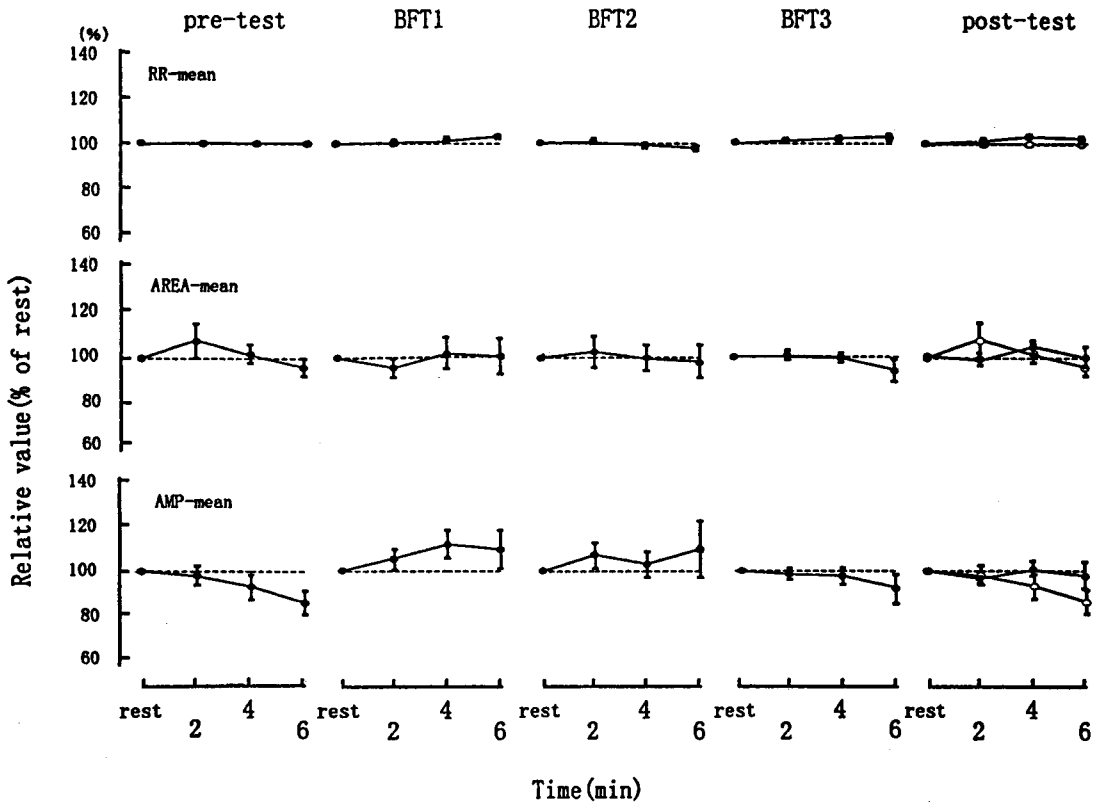 pre-test BFT1 BFT2 BFT3 post-test
(%)
140
RR-mean
120
100
80
60
140
AREA-mean
120
100
80
60
140
AMP-mean
120
100
80
60
Relative value(% of rest)
rest 2 4 6 rest 2 4 6 rest 2 4 6 rest 2 4 6 rest 2 4 6
Time(min)